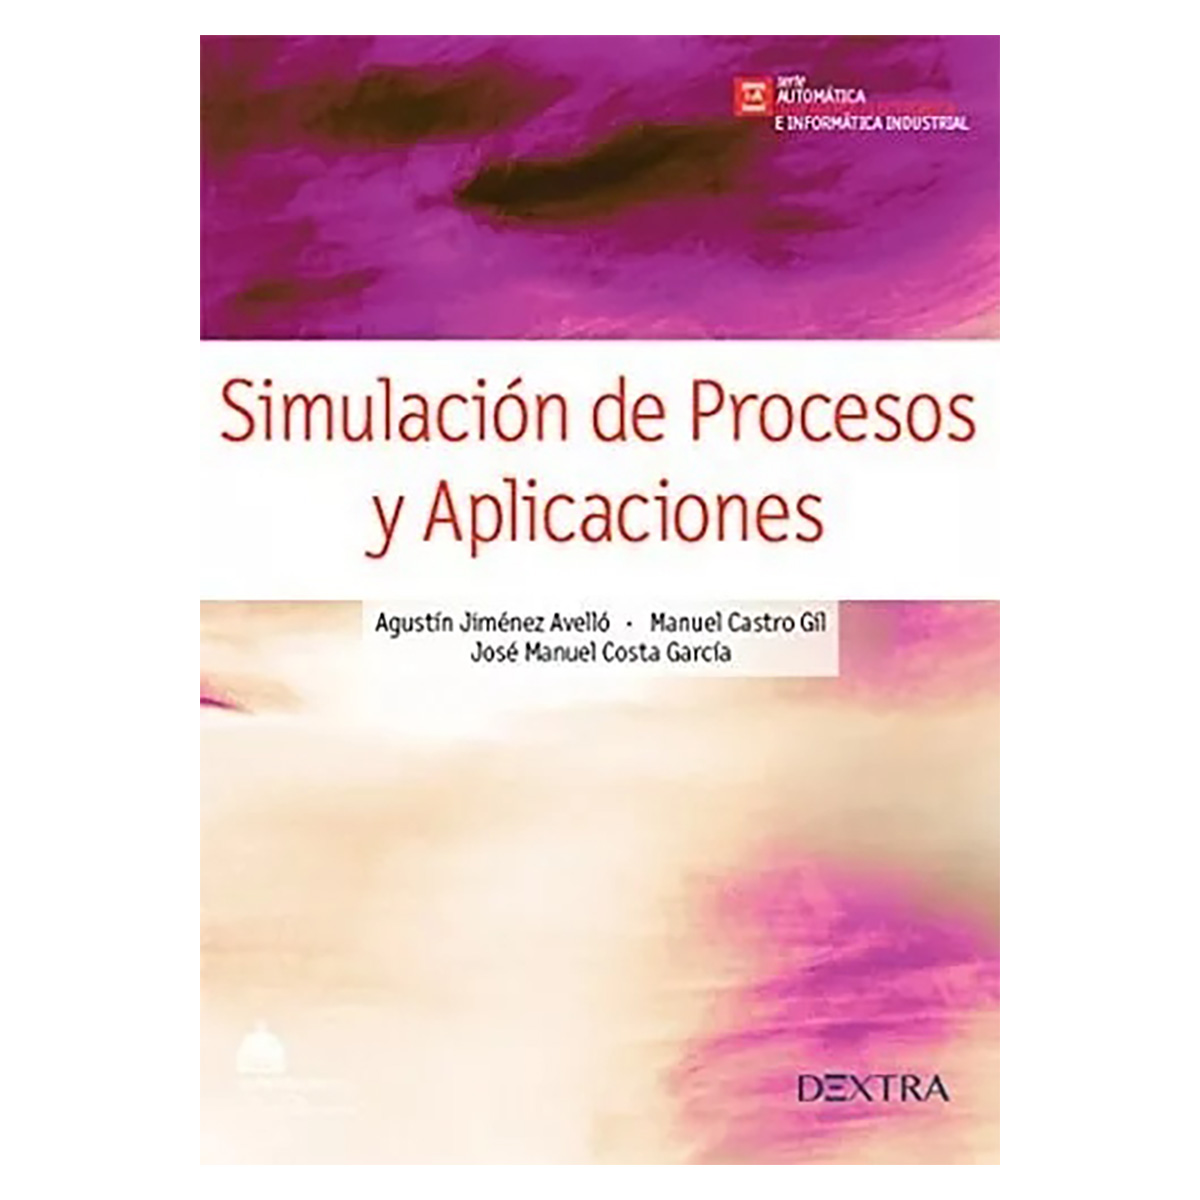 serie
AUTOMÁTICA
E INFORMÁTICA INDUSTRIAL
Simulación de Procesos
y Aplicaciones
Agustín Jiménez Avelló · Manuel Castro Gil
José Manuel Costa García
DEXTRA